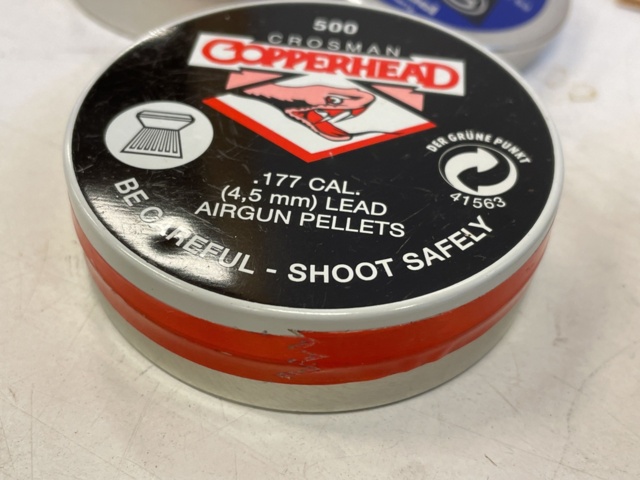 500
CROSMAN
COPPERHEAD
DER GRÜNE PUNKT
41563
.177 CAL.
(4,5 mm) LEAD
AIRGUN PELLETS
BE CAREFUL - SHOOT SAFELY